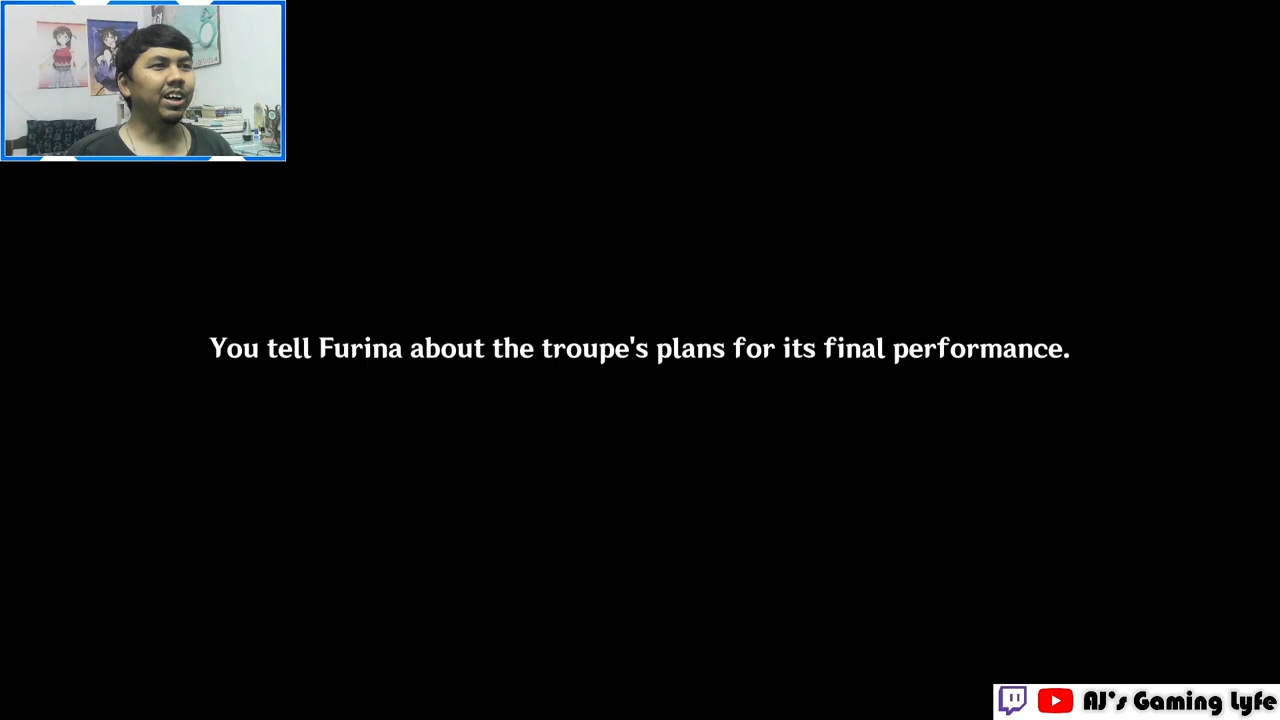 You tell Furina about the troupe's plans for its final performance.
AJ's Gaming Lyfe